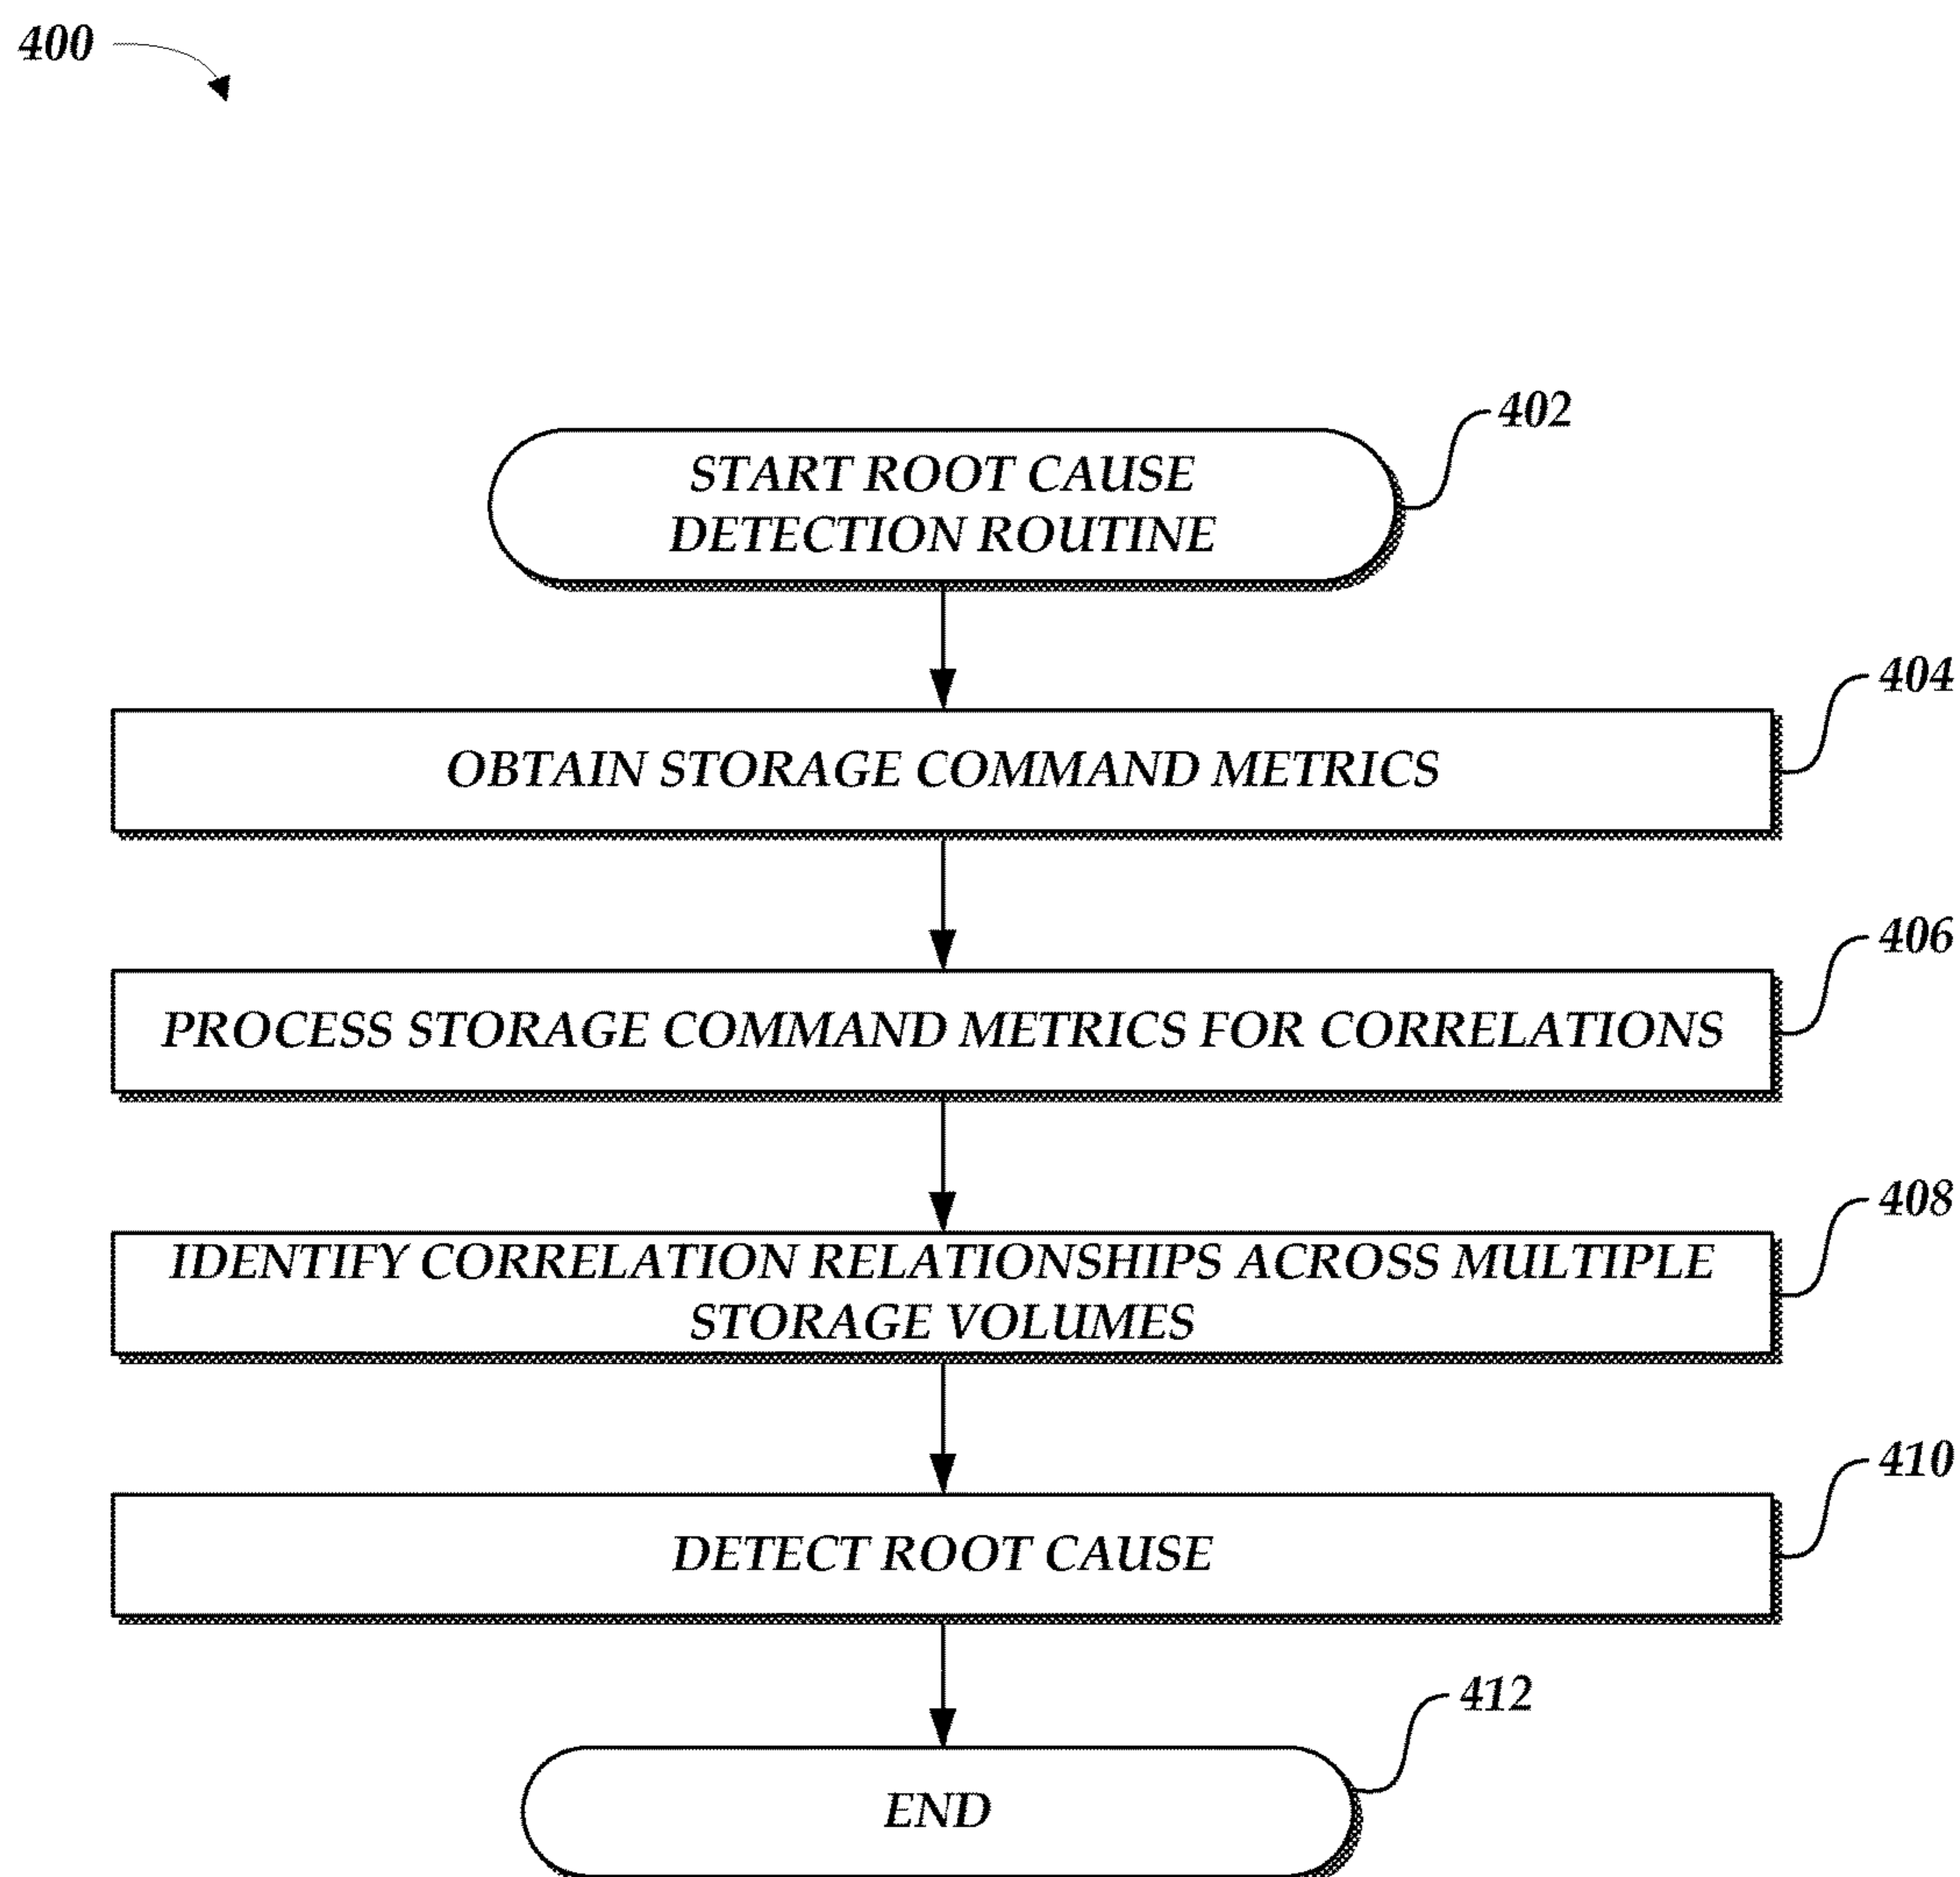 400
402
START ROOT CAUSE
DETECTION ROUTINE
404
OBTAIN STORAGE COMMAND METRICS
406
PROCESS STORAGE COMMAND METRICS FOR CORRELATIONS
408
IDENTIFY CORRELATION RELATIONSHIPS ACROSS MULTIPLE
STORAGE VOLUMES
410
DETECT ROOT CAUSE
412
END